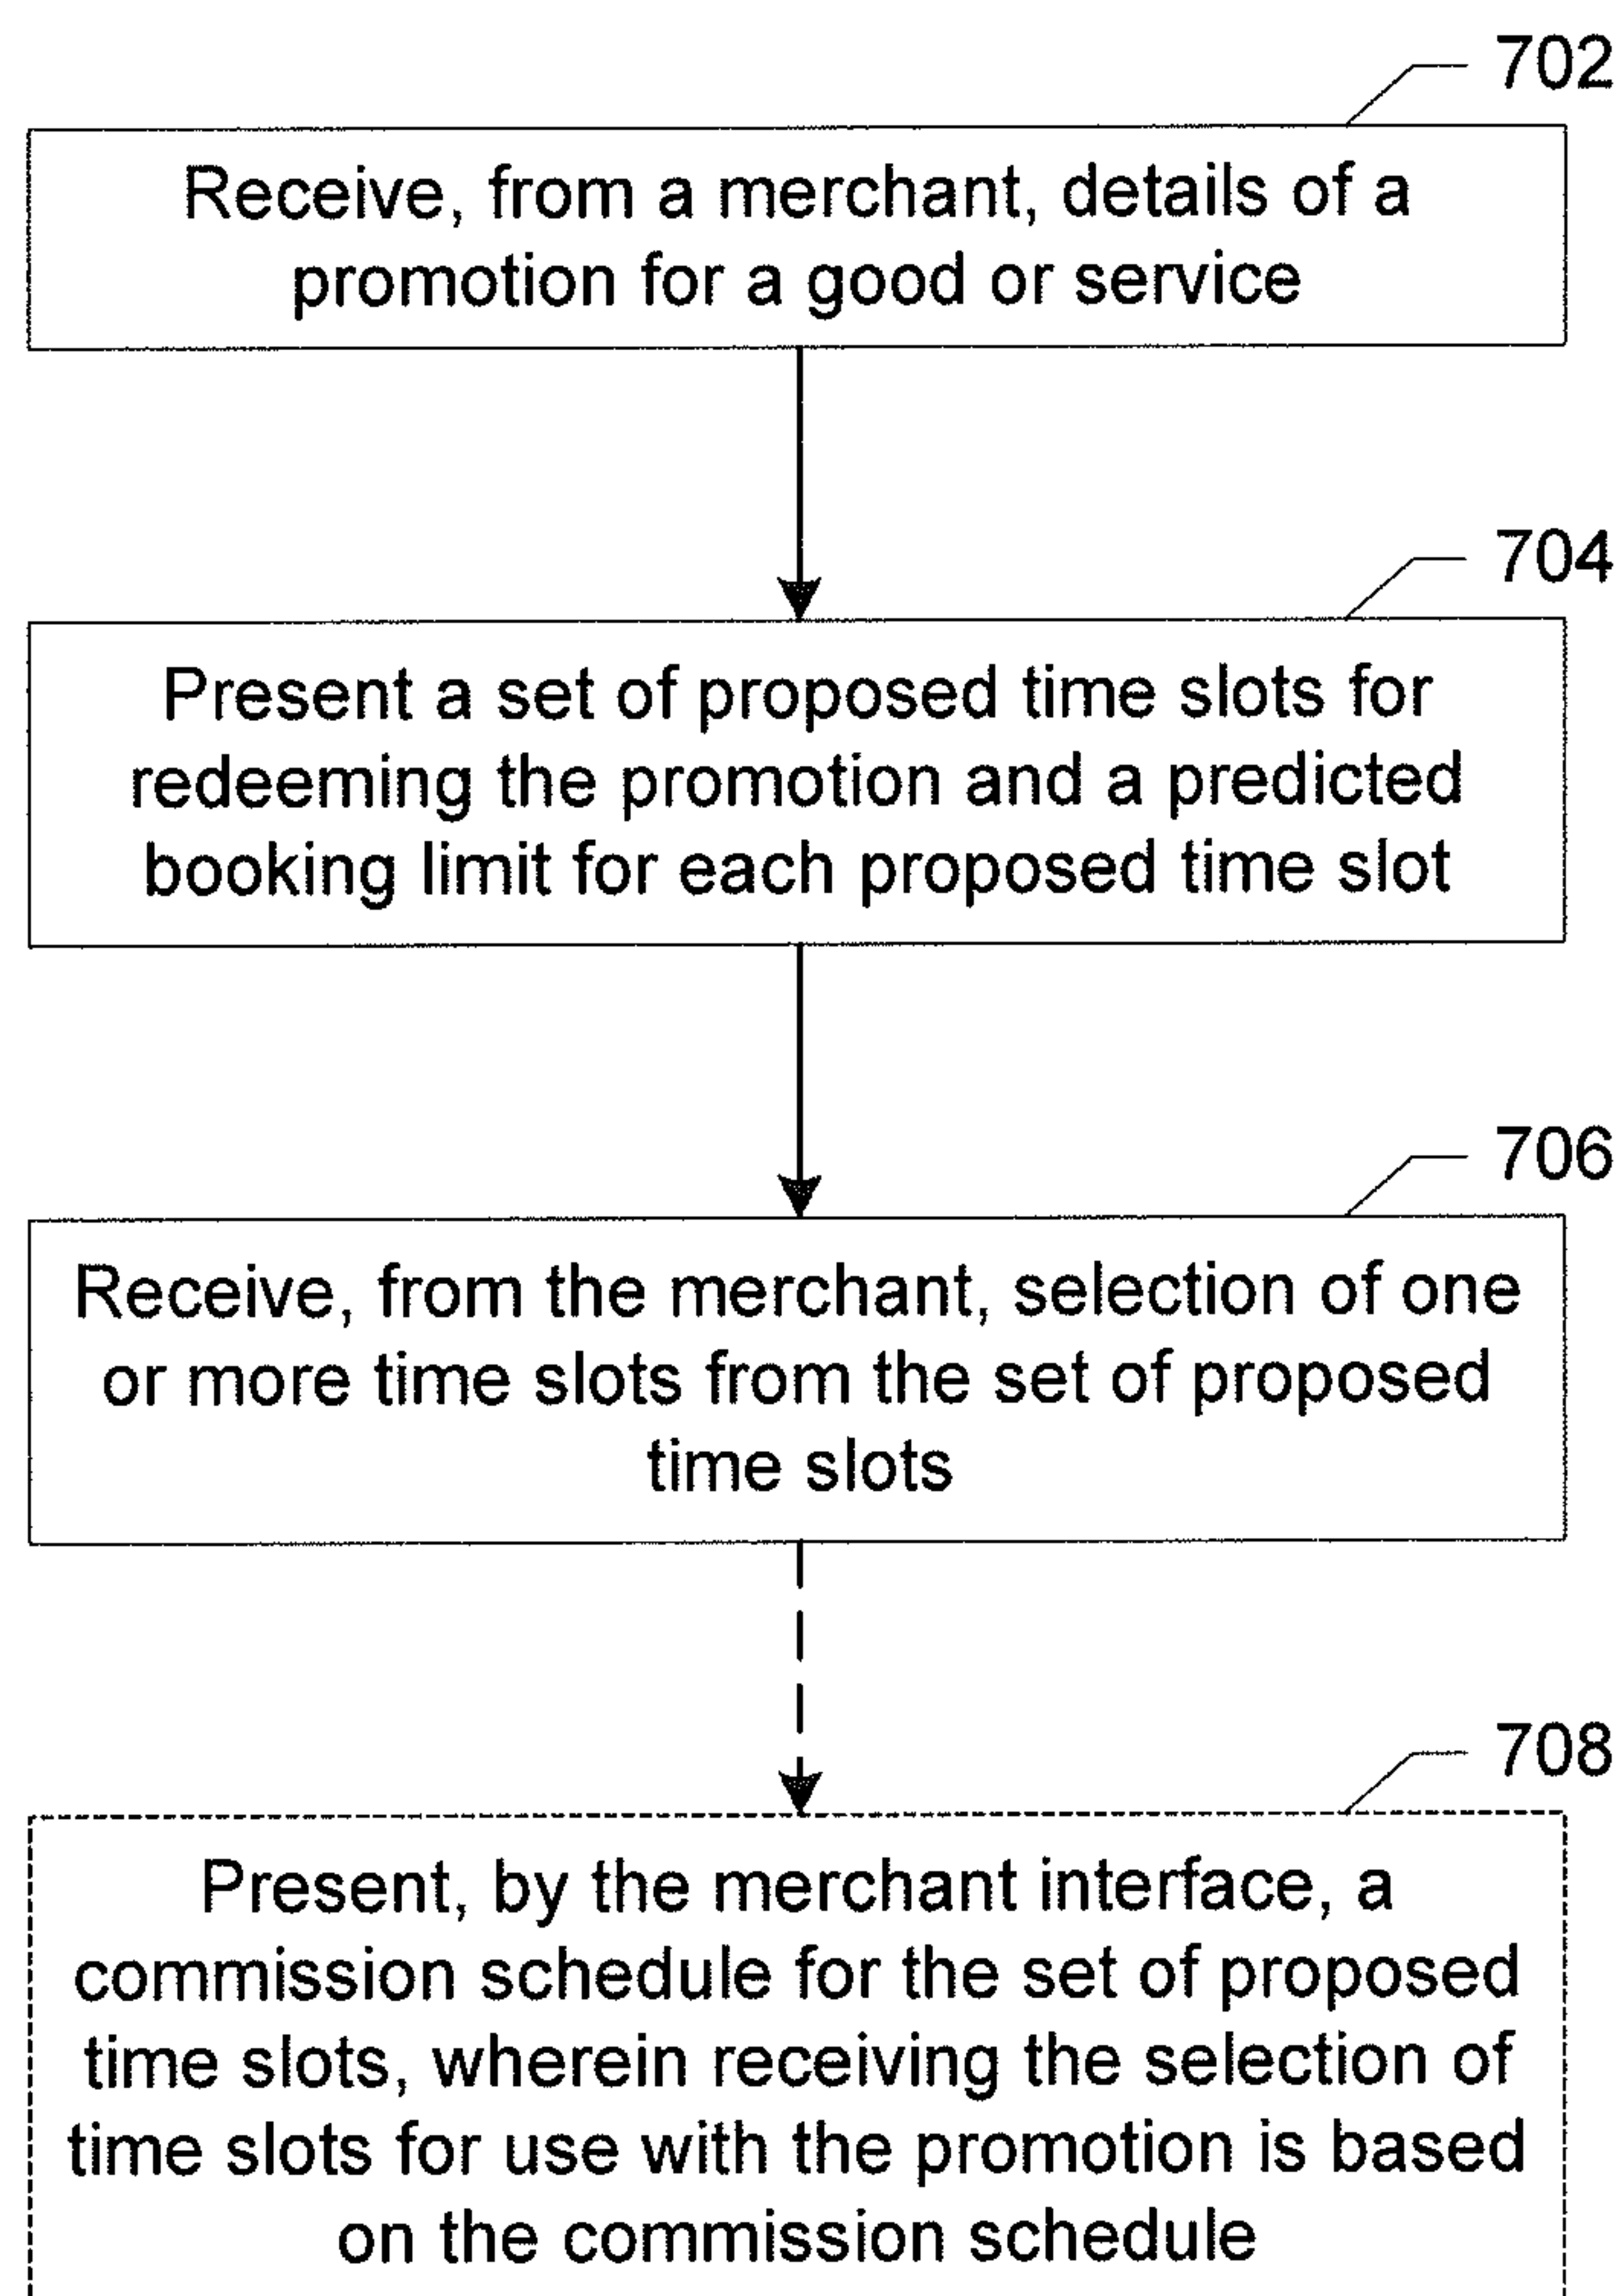 702
Receive, from a merchant, details of a
promotion for a good or service
704
Present a set of proposed time slots for
redeeming the promotion and a predicted
booking limit for each proposed time slot
706
Receive, from the merchant, selection of one
or more time slots from the set of proposed
time slots
708
Present, by the merchant interface, a
commission schedule for the set of proposed
time slots, wherein receiving the selection of
time slots for use with the promotion is based
on the commission schedule